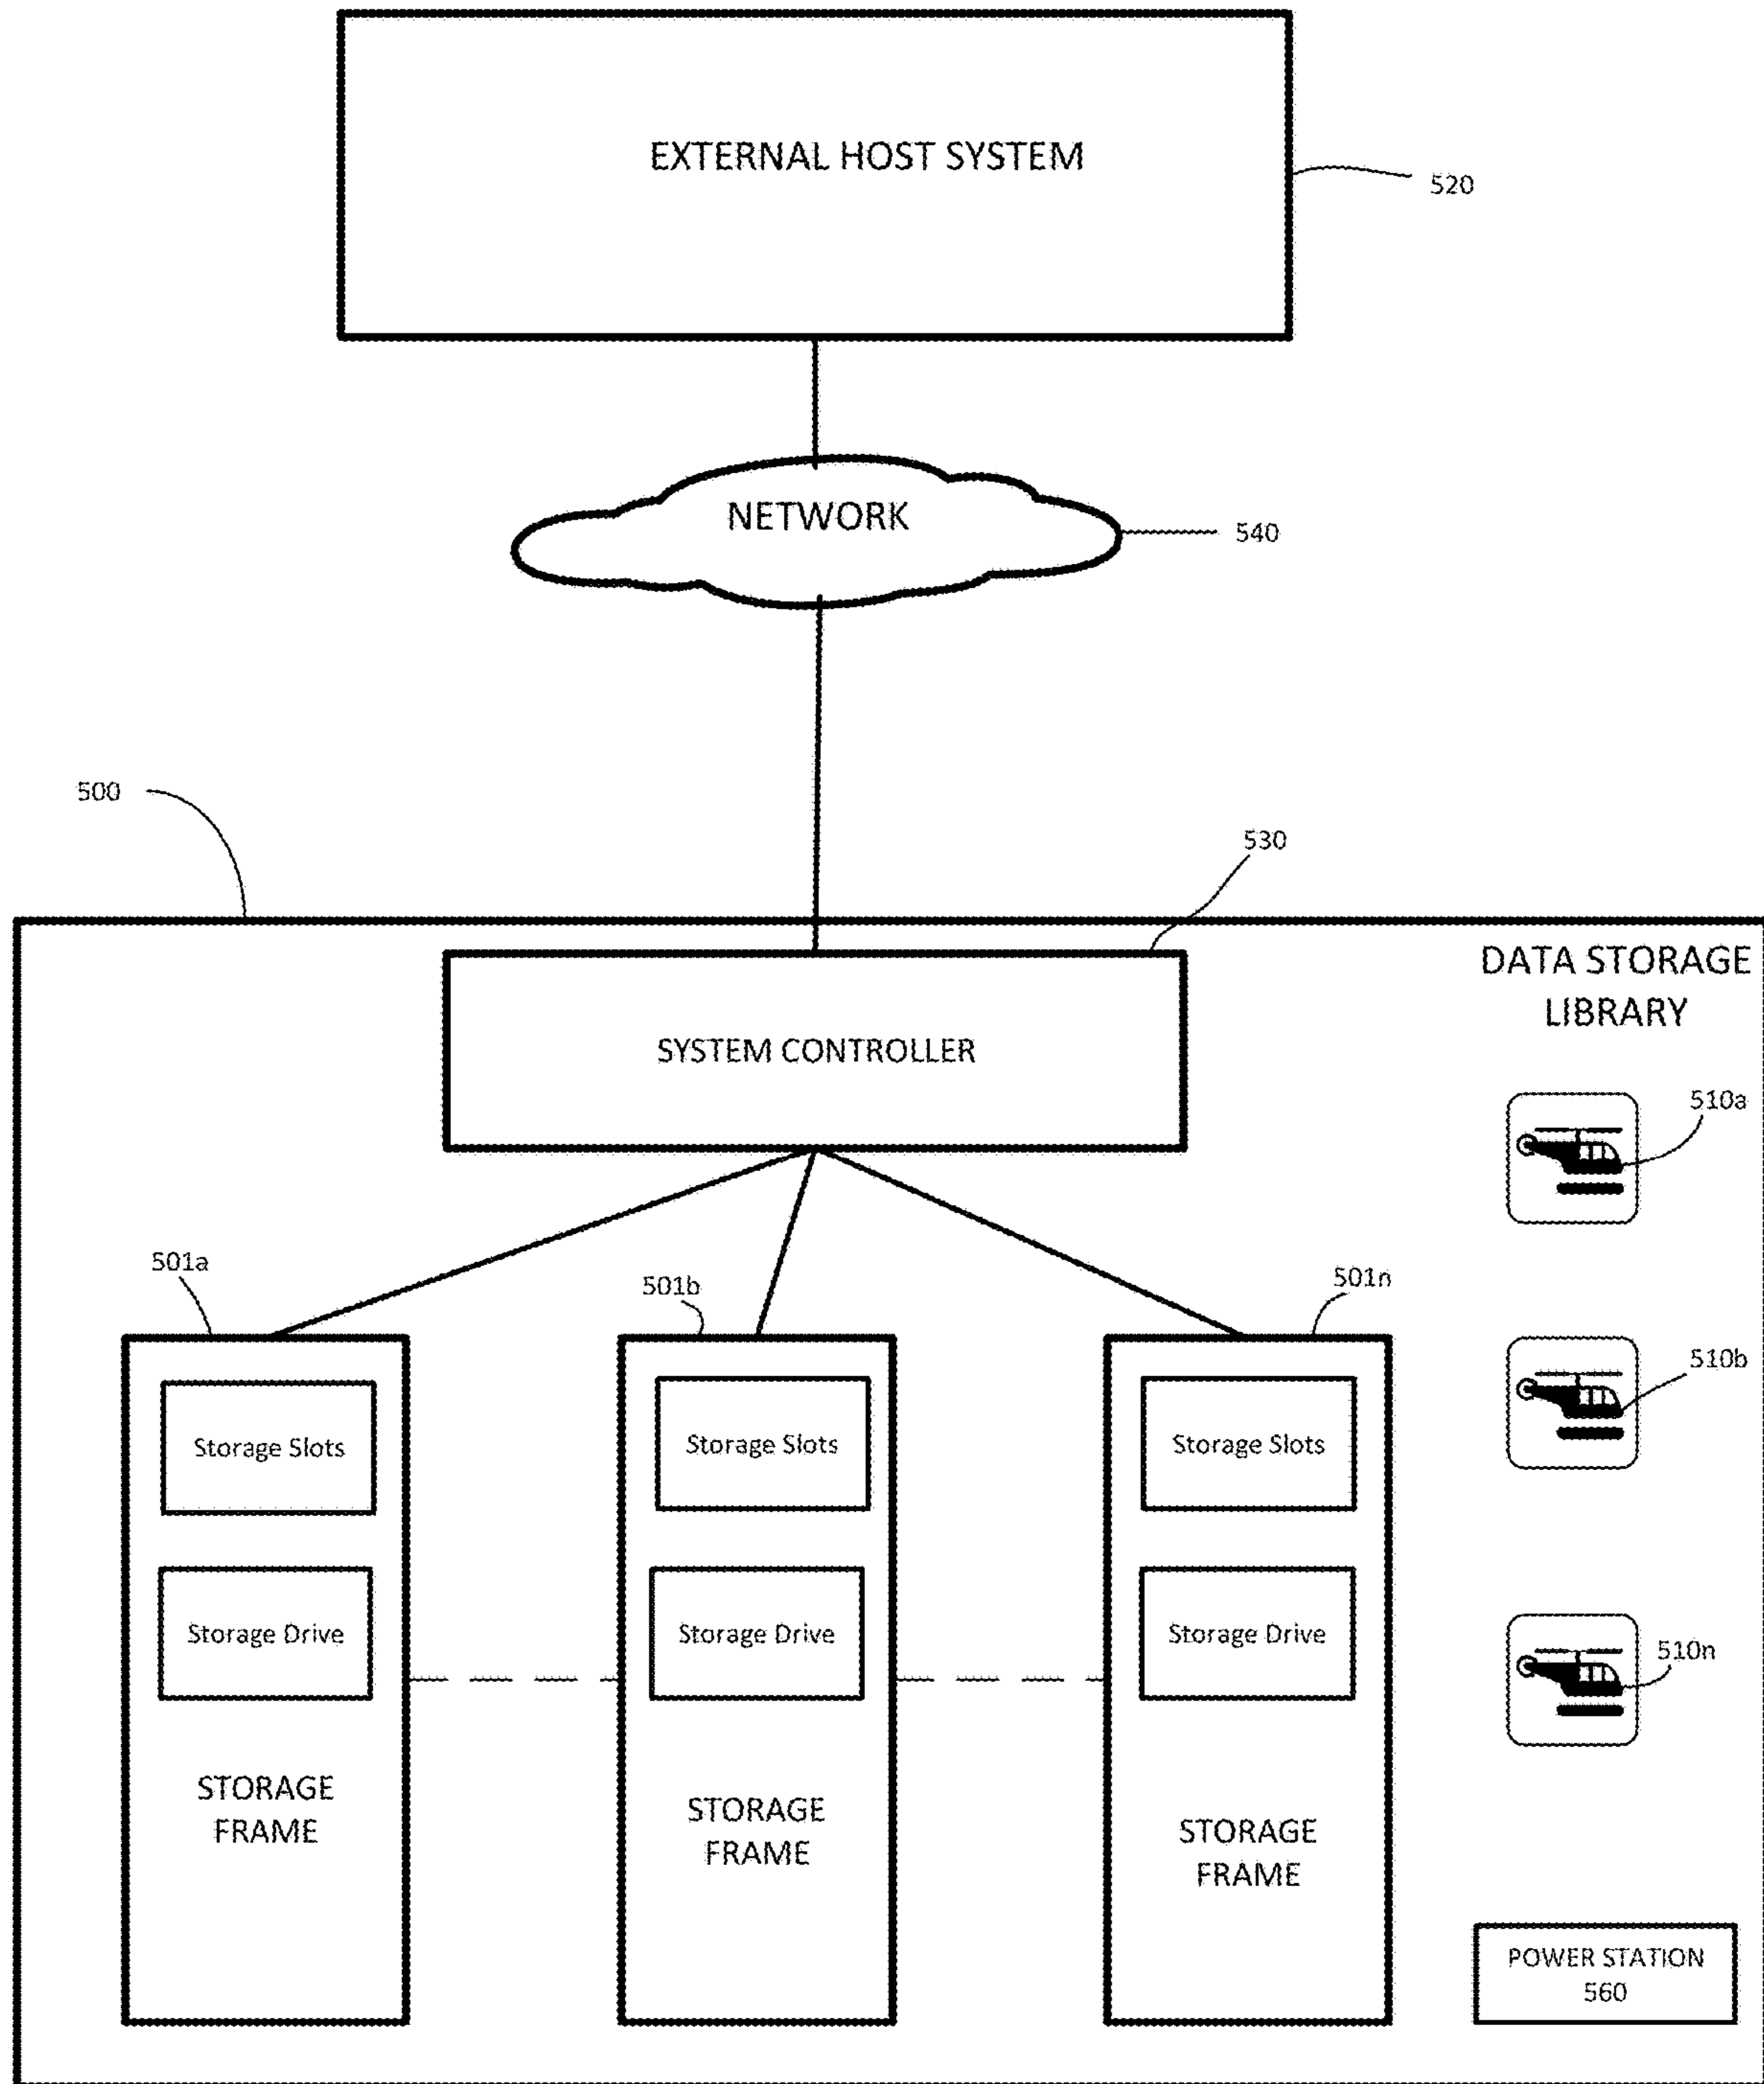 EXTERNAL HOST SYSTEM
520
NETWORK
540
500
530
DATA STORAGE
LIBRARY
SYSTEM CONTROLLER
510a
501a
501b
501n
510b
Storage Slots
Storage Slots
Storage Slots
Storage Drive
Storage Drive
Storage Drive
510n
STORAGE
FRAME
STORAGE
FRAME
STORAGE
FRAME
POWER STATION
560